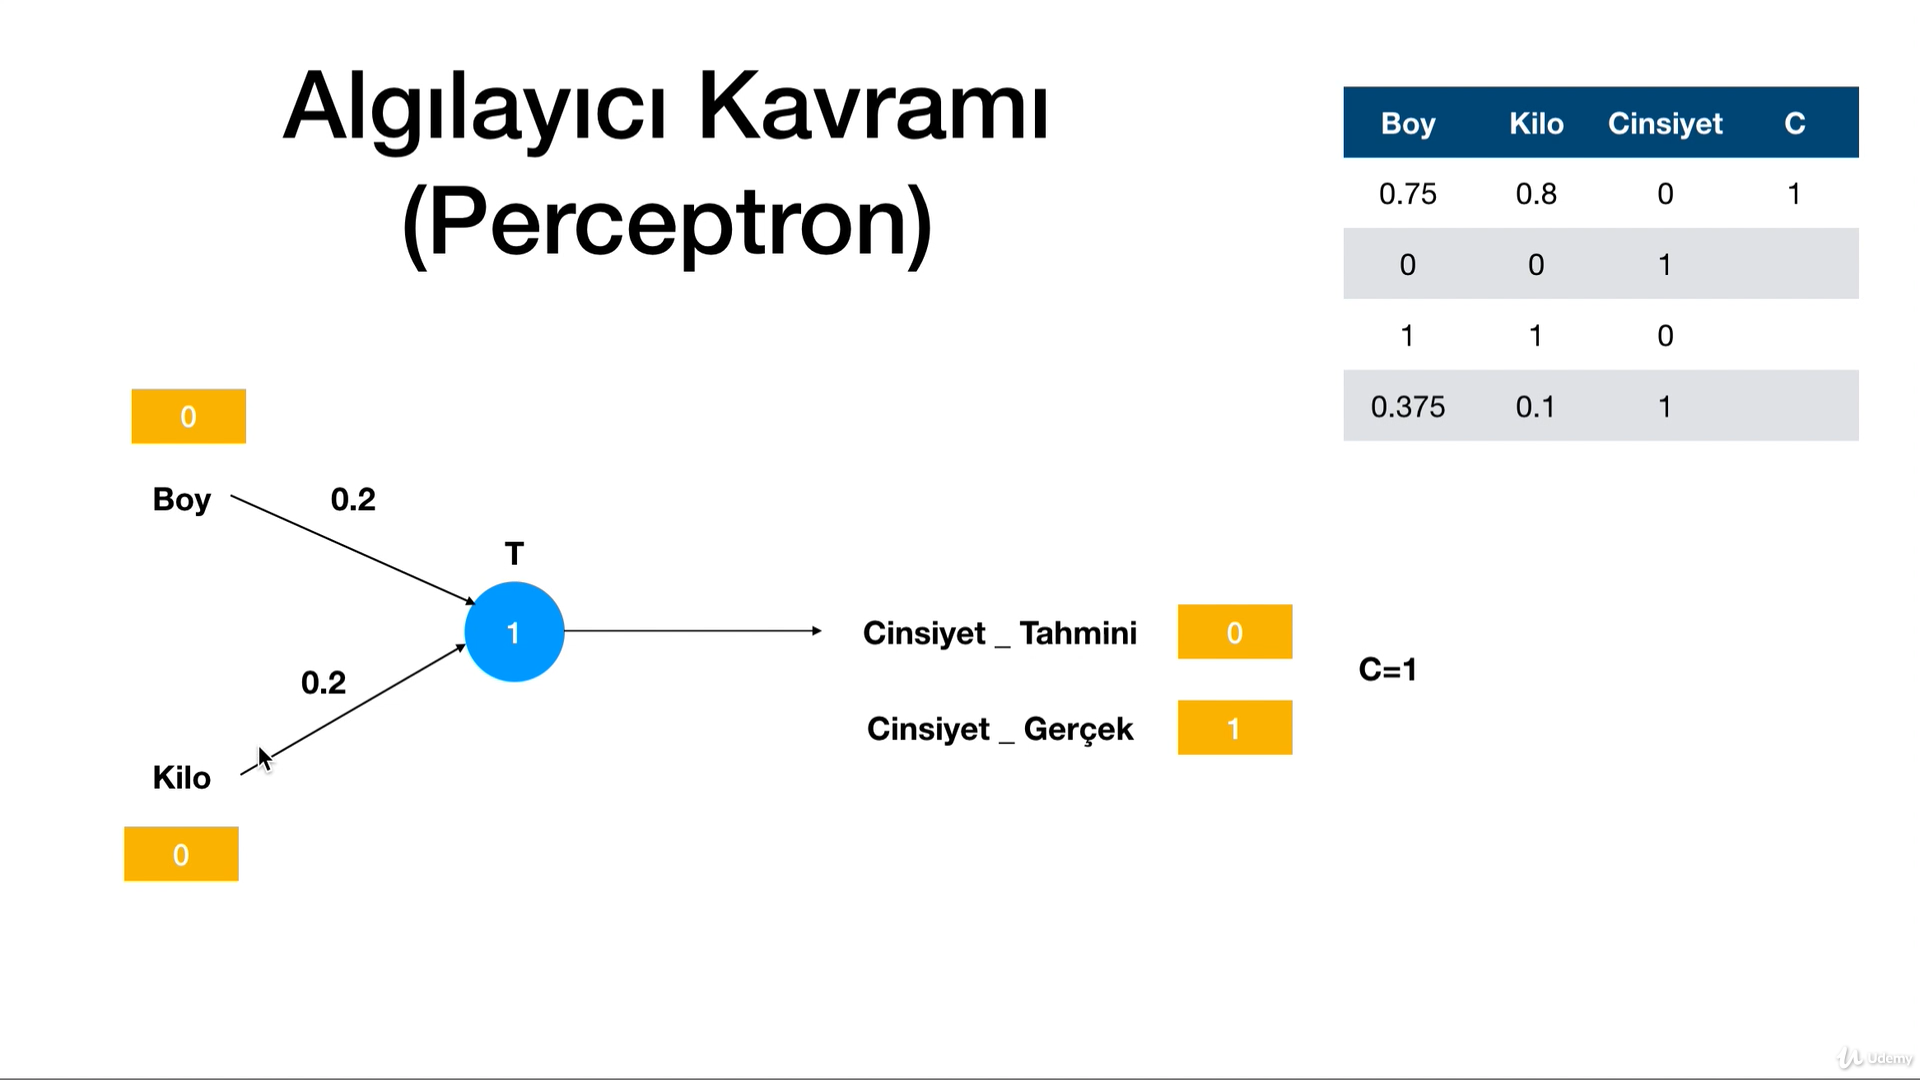 Algılayıcı Kavramı
(Perceptron)
Boy Kilo Cinsiyet C
0.75 0.8 0 1
0 0 1
1 1 0
0.375 0.1 1
0
Boy
0.2
T
1
0.2
Kilo
0
Cinsiyet _ Tahmini 0
Cinsiyet _ Gerçek 1
C=1
Udemy